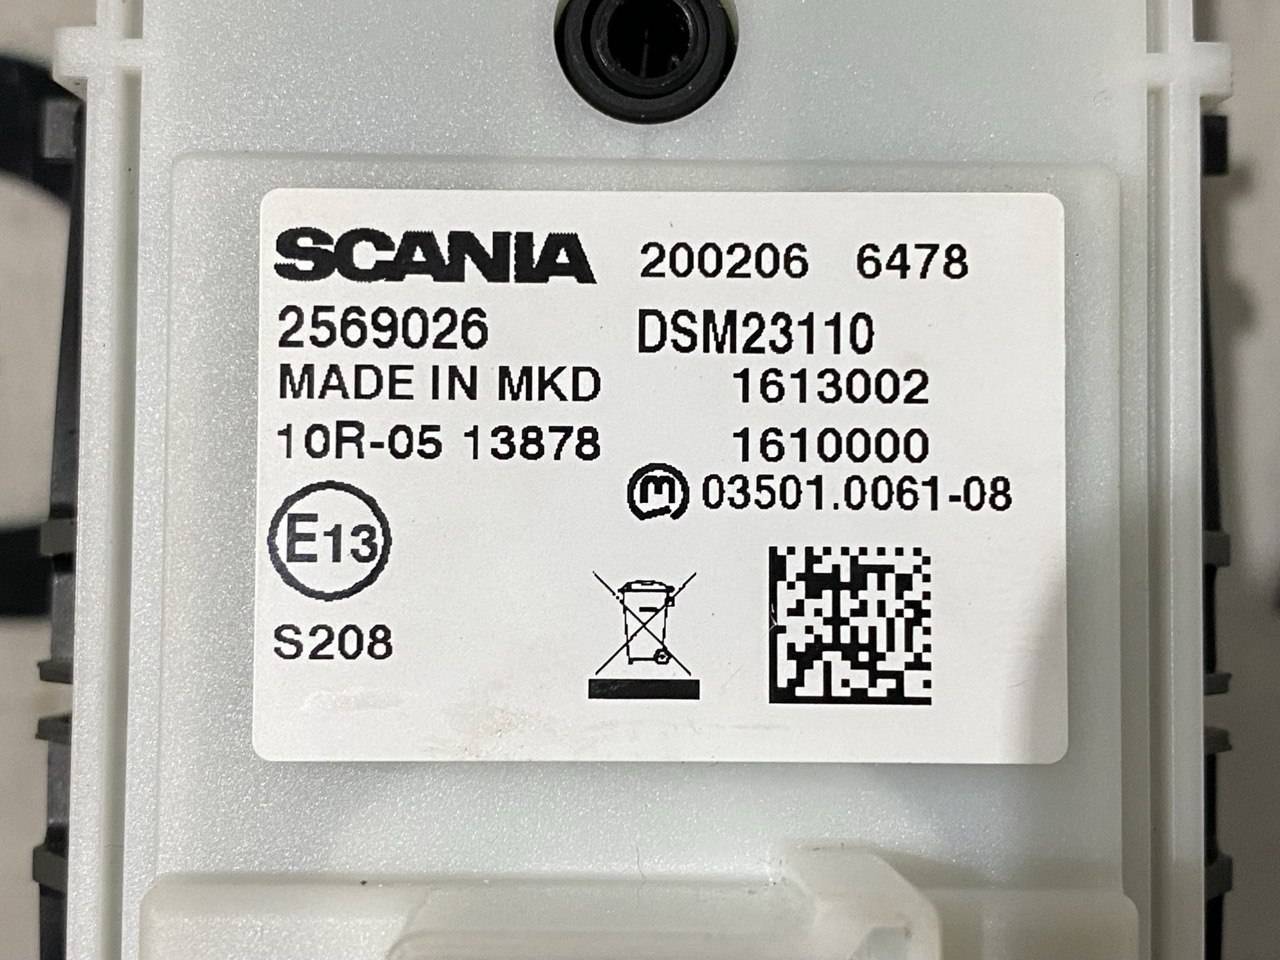 SCANIA 200206 6478
2569026 DSM23110
MADE IN MKD 1613002
10R-05 13878 1610000
M 03501.0061-08
E13
S208